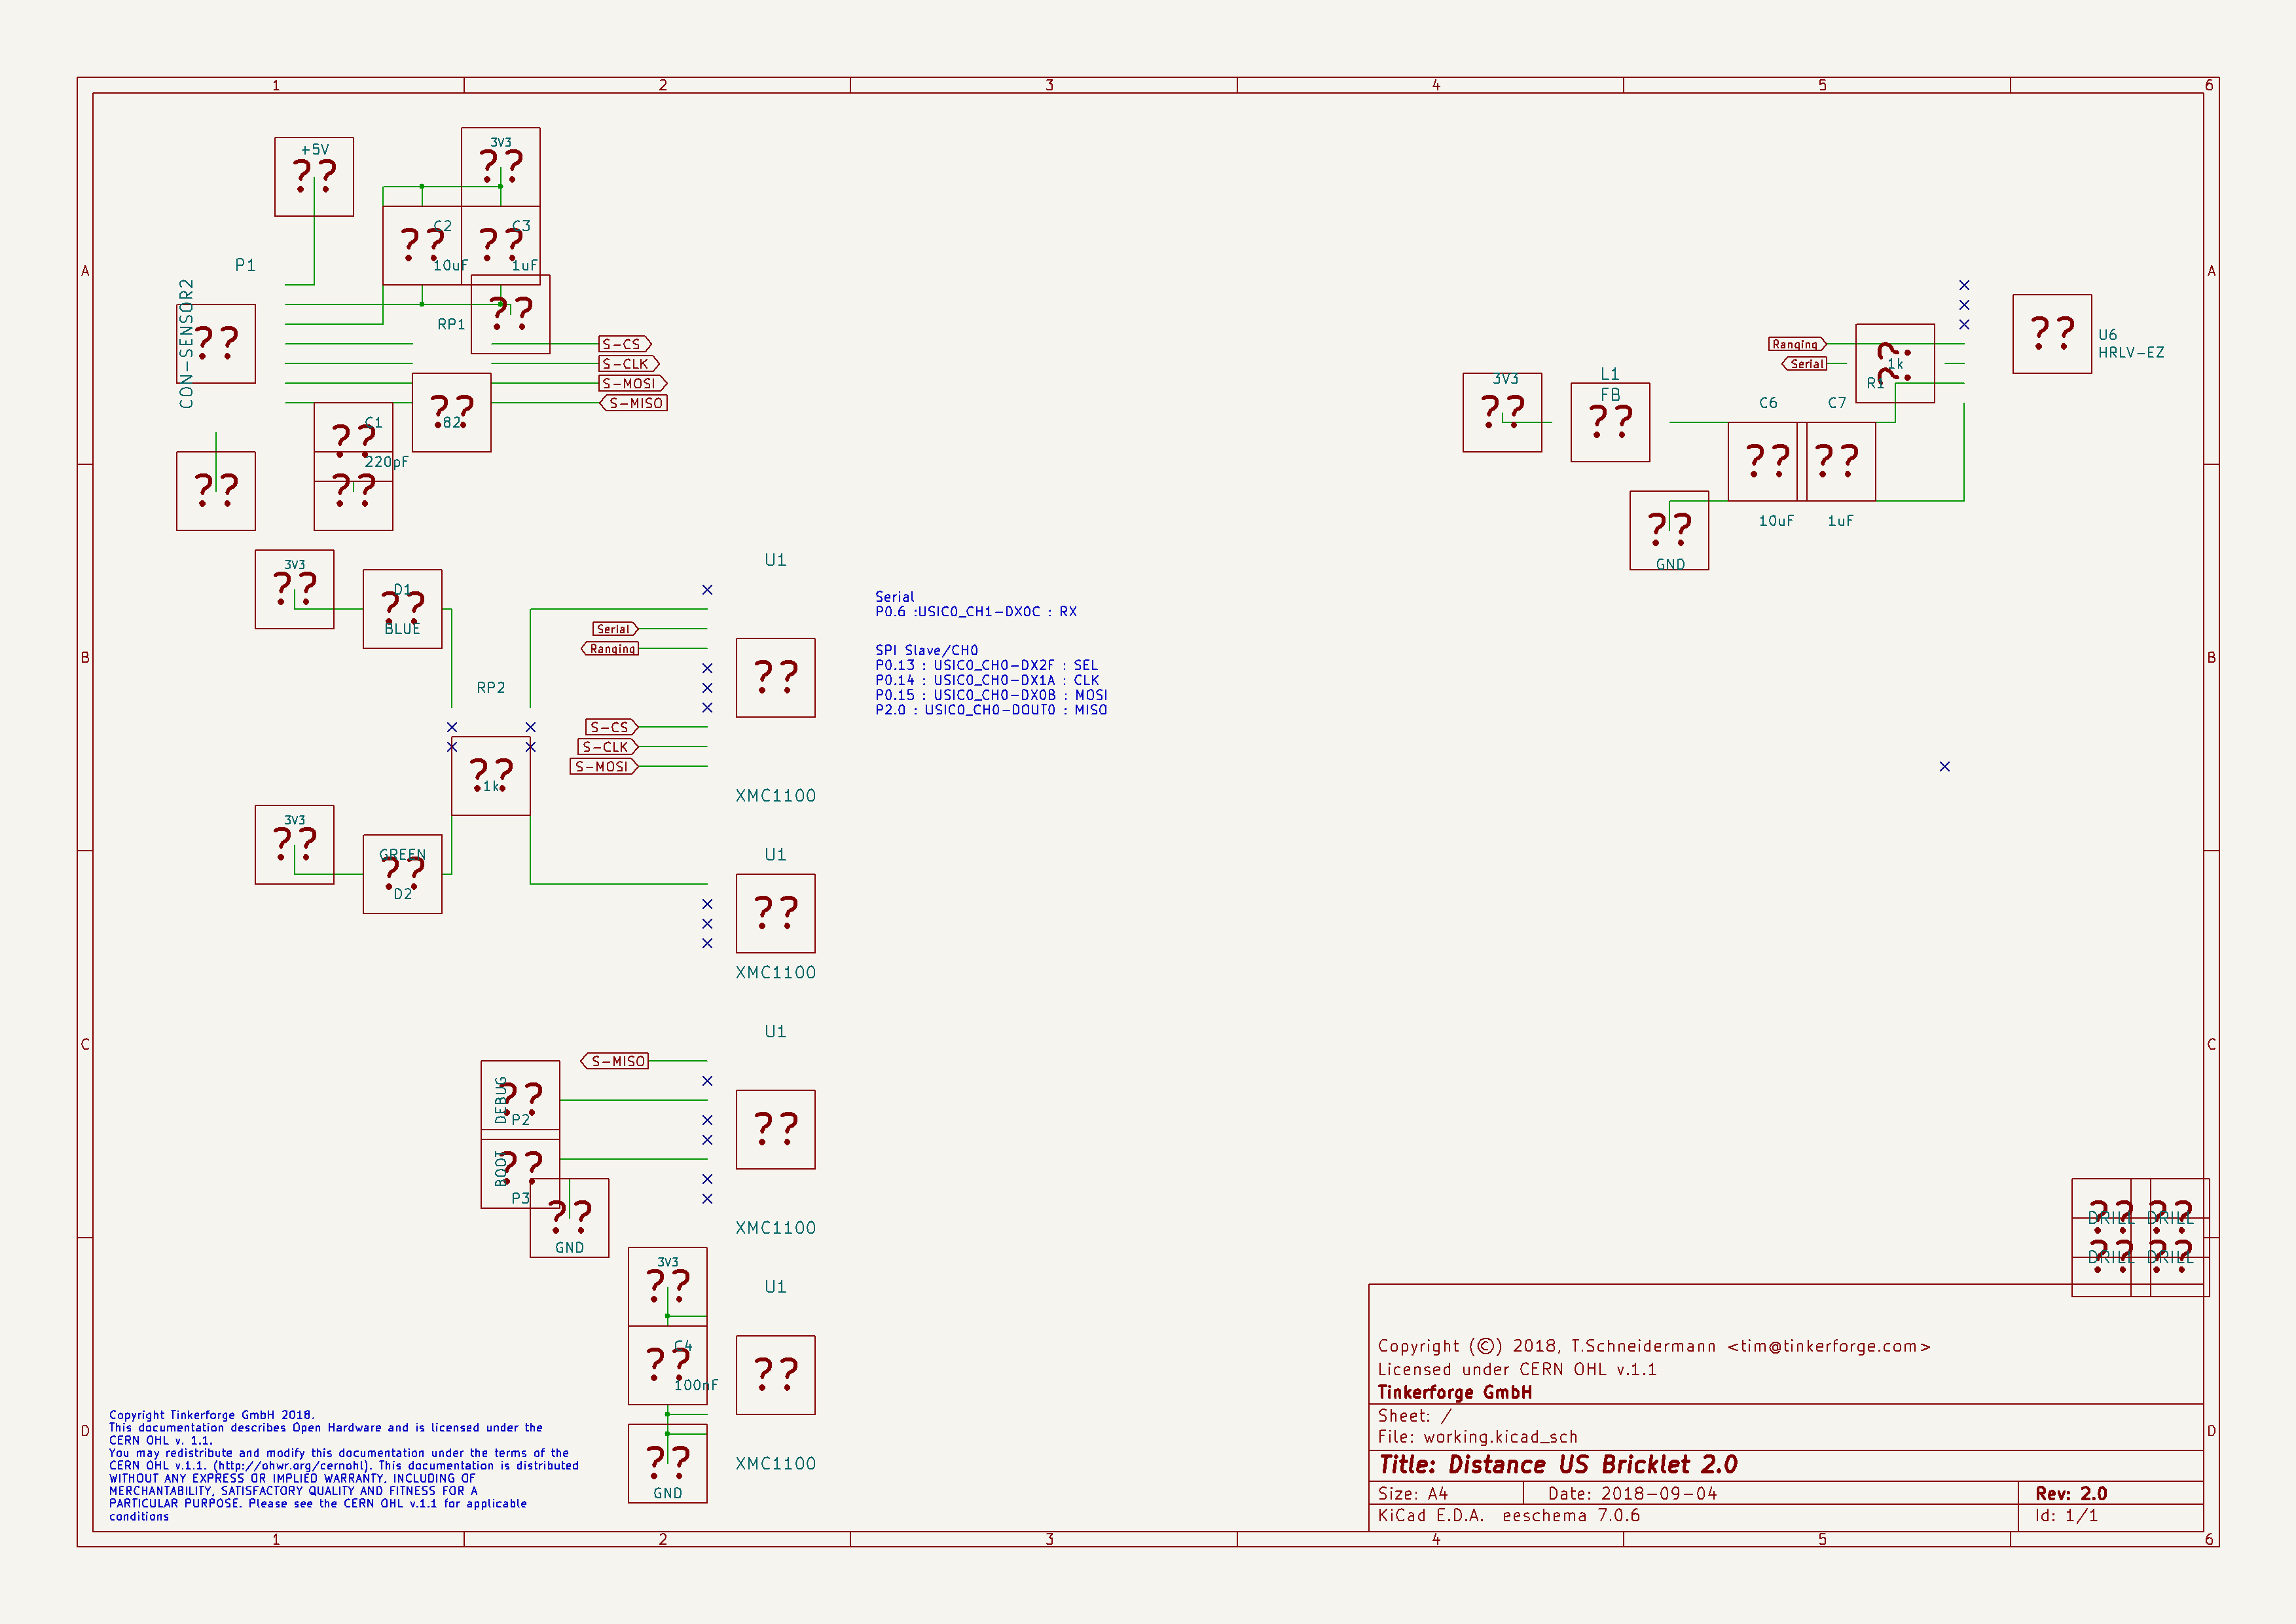 1 2 3 4 5 6
A A
B B
C C
D D
1 2 3 4 5 6
+5V
??
3V3
??
C2
??
10uF
C3
??
1uF
P1
CON-SENSOR2
??
RP1
??
S-CS
S-CLK
S-MOSI
S-MISO
??
82
C1
??
220pF
??
??
Ranging
Serial
??
1k
R1
??
U6
HRLV-EZ
3V3
??
L1
FB
??
C6
??
10uF
C7
??
1uF
??
GND
3V3
??
D1
??
BLUE
RP2
??
1k
3V3
??
GREEN
??
D2
U1
Serial
Ranging
??
S-CS
S-CLK
S-MOSI
XMC1100
Serial
P0.6 :USIC0_CH1-DX0C : RX
SPI Slave/CH0
P0.13 : USIC0_CH0-DX2F : SEL
P0.14 : USIC0_CH0-DX1A : CLK
P0.15 : USIC0_CH0-DX0B : MOSI
P2.0 : USIC0_CH0-DOUT0 : MISO
U1
??
XMC1100
U1
S-MISO
DEBUG
??
P2
??
BOOT
??
P3
??
GND
XMC1100
3V3
??
U1
C4
??
100nF
??
??
GND
XMC1100
??
DRILL
??
DRILL
??
DRILL
??
DRILL
Copyright Tinkerforge GmbH 2018.
This documentation describes Open Hardware and is licensed under the
CERN OHL v. 1.1.
You may redistribute and modify this documentation under the terms of the
CERN OHL v.1.1. (http://ohwr.org/cernohl). This documentation is distributed
WITHOUT ANY EXPRESS OR IMPLIED WARRANTY, INCLUDING OF
MERCHANTABILITY, SATISFACTORY QUALITY AND FITNESS FOR A
PARTICULAR PURPOSE. Please see the CERN OHL v.1.1 for applicable
conditions
Copyright (©) 2018, T.Schneidermann <tim@tinkerforge.com>
Licensed under CERN OHL v.1.1
Tinkerforge GmbH
Sheet: /
File: working.kicad_sch
Title: Distance US Bricklet 2.0
Size: A4 Date: 2018-09-04 Rev: 2.0
KiCad E.D.A. eeschema 7.0.6 Id: 1/1